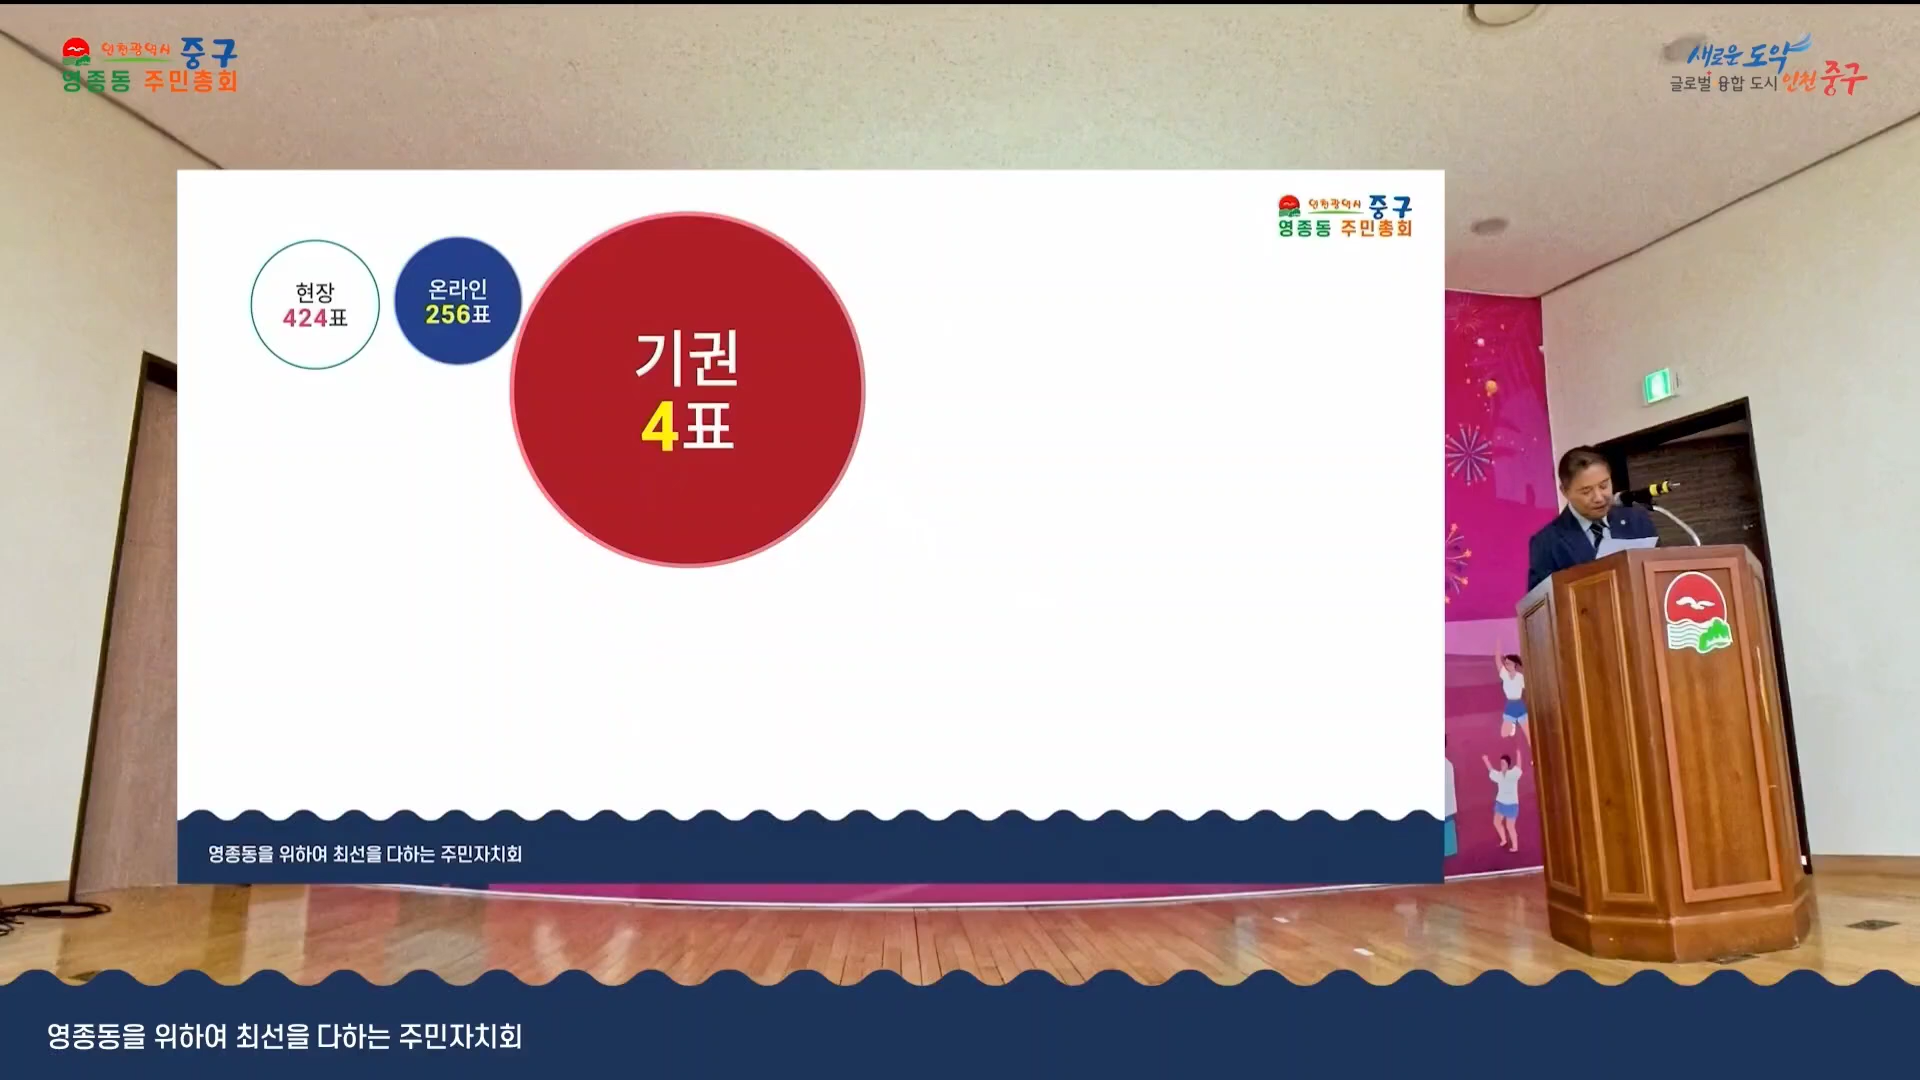 인천광역시 중구
영종동 주민총회
새로운 도약
글로벌 융합 도시 인천 중구
인천광역시 중구
영종동 주민총회
현장
424표
온라인
256표
기권
4표
영종동을 위하여 최선을 다하는 주민자치회
영종동을 위하여 최선을 다하는 주민자치회